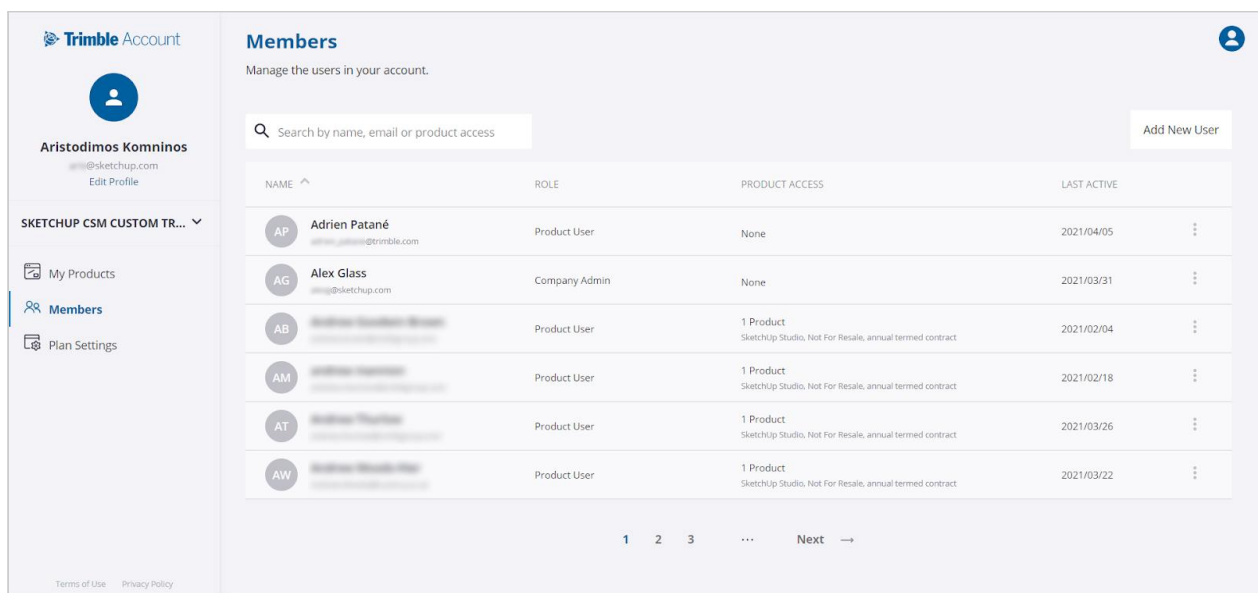 Trimble Account
Aristodimos Komninos
@sketchup.com
Edit Profile
SKETCHUP CSM CUSTOM TR...
My Products
Members
Plan Settings
Terms of Use Privacy Policy
Members
Manage the users in your account.
Search by name, email or product access
Add New User
NAME ROLE PRODUCT ACCESS LAST ACTIVE
AP Adrien Patané Product User None 2021/04/05
@trimble.com
AG Alex Glass Company Admin None 2021/03/31
@sketchup.com
AB Product User 1 Product 2021/02/04
SketchUp Studio, Not For Resale, annual termed contract
AM Product User 1 Product 2021/02/18
SketchUp Studio, Not For Resale, annual termed contract
AT Product User 1 Product 2021/03/26
SketchUp Studio, Not For Resale, annual termed contract
AW Product User 1 Product 2021/03/22
SketchUp Studio, Not For Resale, annual termed contract
1 2 3 ... Next →